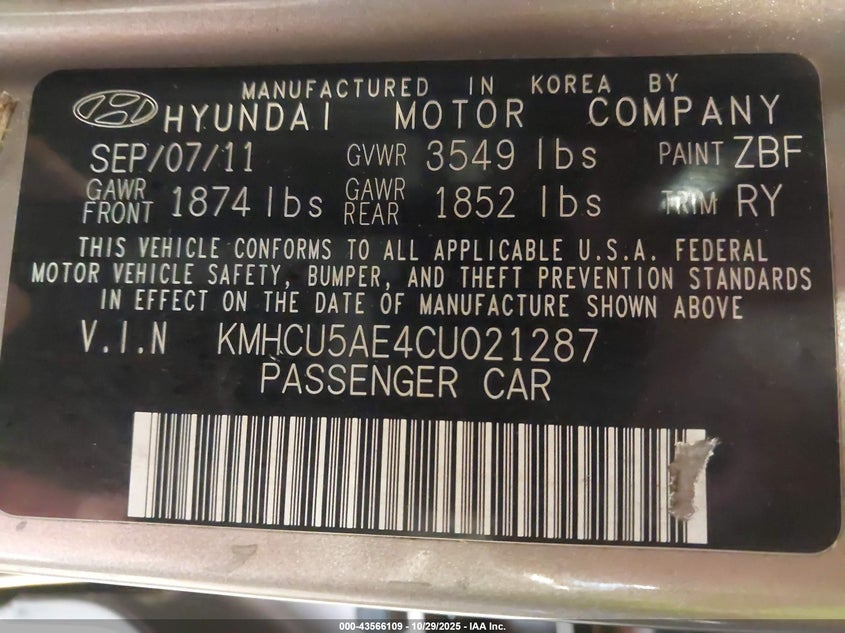 MANUFACTURED IN KOREA BY
HYUNDAI MOTOR COMPANY
SEP/07/11 GVWR 3549 lbs PAINT ZBF
GAWR FRONT 1874 lbs GAWR REAR 1852 lbs TRIM RY
THIS VEHICLE CONFORMS TO ALL APPLICABLE U.S.A. FEDERAL
MOTOR VEHICLE SAFETY, BUMPER, AND THEFT PREVENTION STANDARDS
IN EFFECT ON THE DATE OF MANUFACTURE SHOWN ABOVE
V.I.N KMHCU5AE4CU021287
PASSENGER CAR
000-43566109 - 10/29/2025 - IAA Inc.